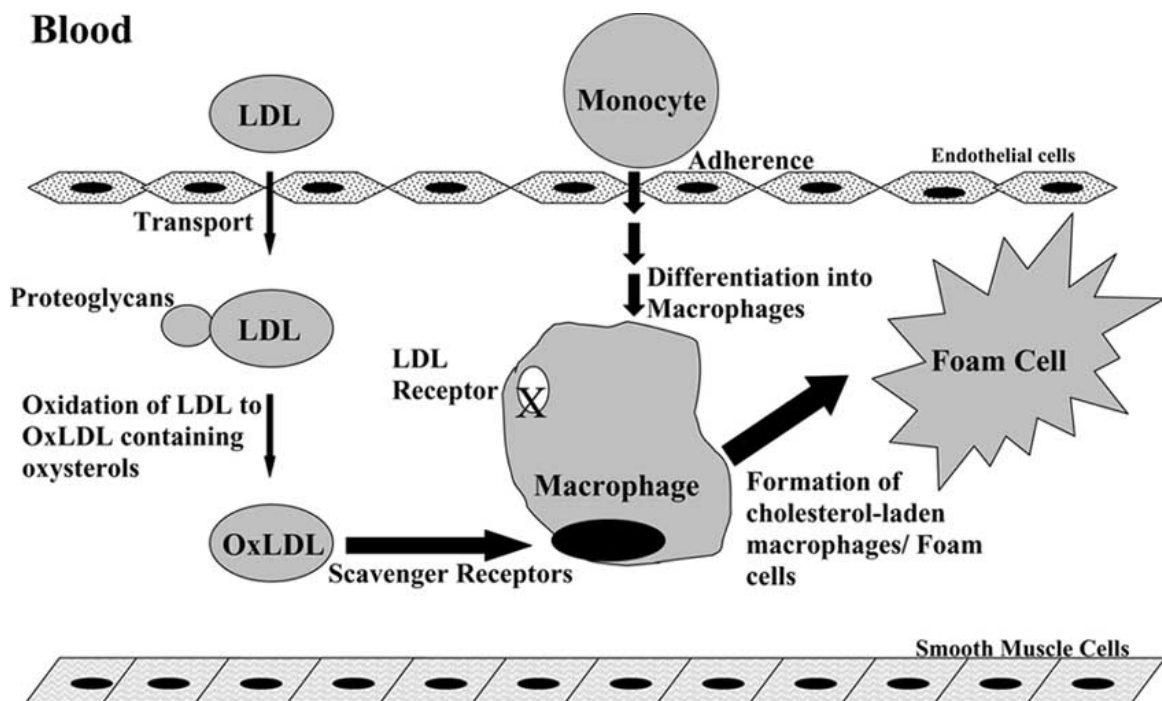 Blood
LDL
Monocyte
Adherence
Endothelial cells
Transport
Differentiation into
Macrophages
Proteoglycans
LDL
LDL
Receptor
X
Foam Cell
Oxidation of LDL to
OxLDL containing
oxysterols
Macrophage
Formation of
cholesterol-laden
macrophages/ Foam
cells
OxLDL
Scavenger Receptors
Smooth Muscle Cells